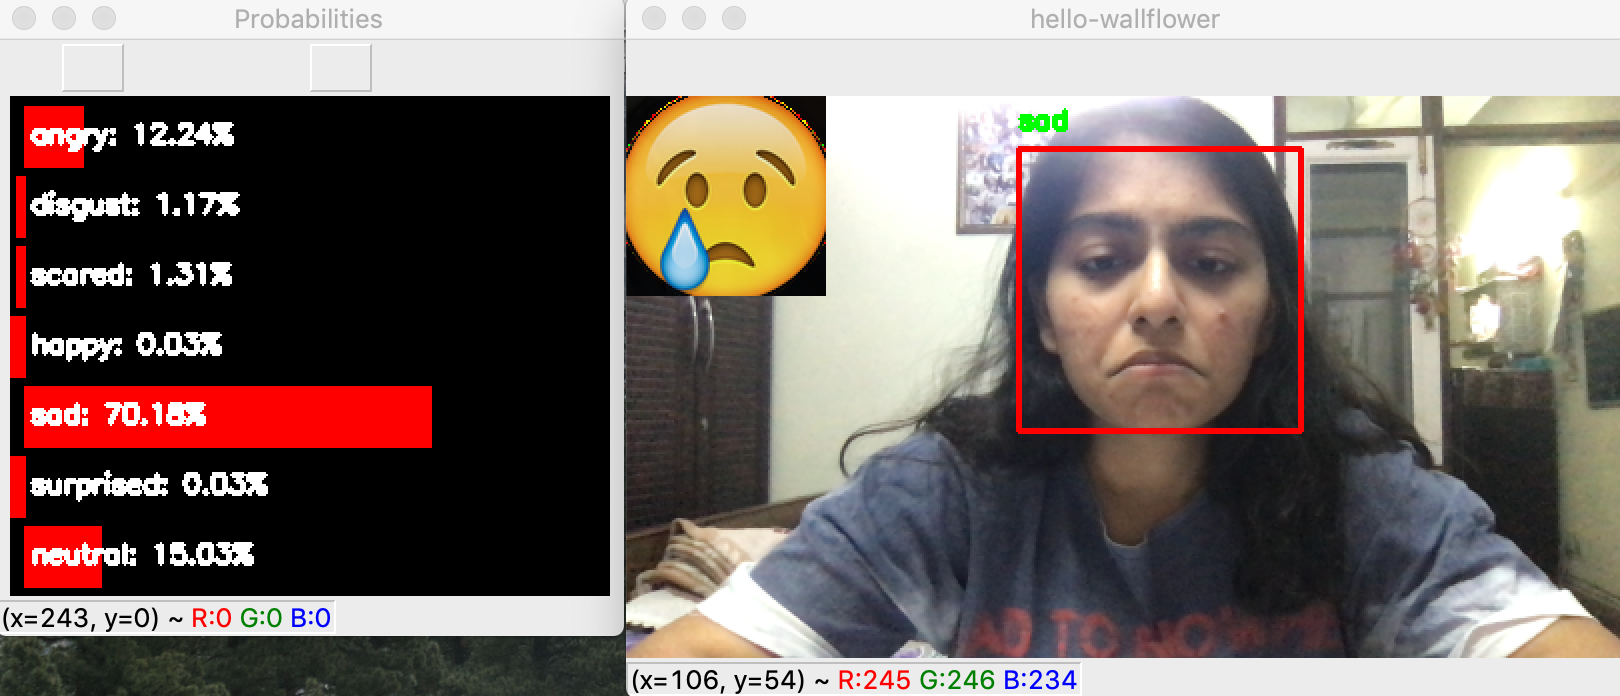 Probabilities
angry: 12.24%
disgust: 1.17%
scared: 1.31%
happy: 0.03%
sad: 70.18%
surprised: 0.03%
neutral: 15.03%
(x=243, y=0) ~ R:0 G:0 B:0
hello-wallflower
sad
TO
(x=106, y=54) ~ R:245 G:246 B:234